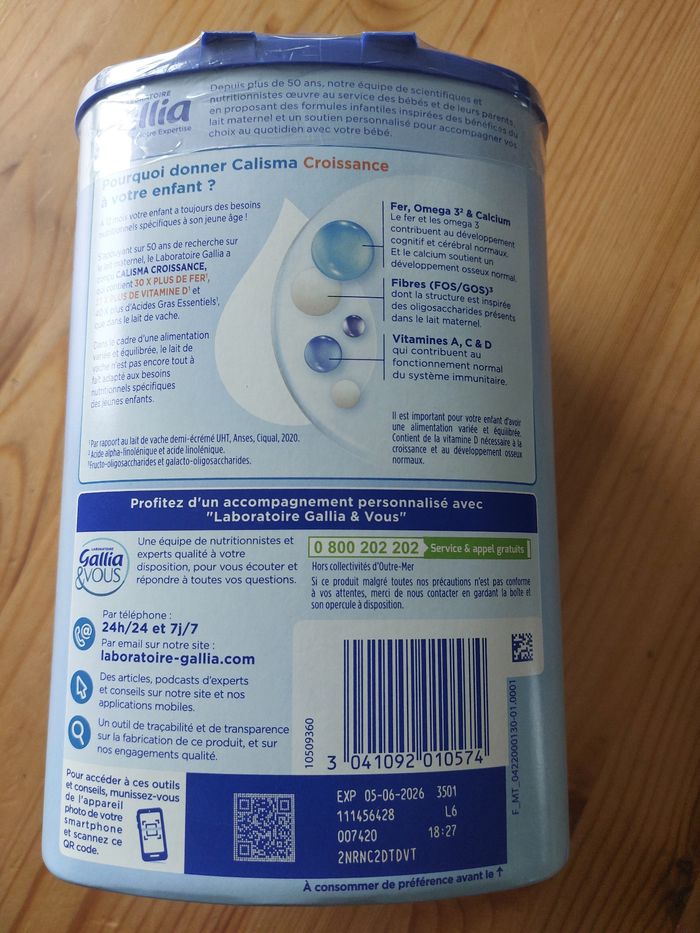 Depuis plus de 50 ans, notre équipe de scientifiques et
nutritionnistes œuvre au service des bébés et de leurs parents,
en proposant des formules infantiles inspirées des bénéfices du
lait maternel et un soutien personnalisé pour accompagner vos
choix au quotidien avec votre bébé.
Pourquoi donner Calisma Croissance
à votre enfant ?
mois votre enfant a toujours des besoins
nutritionnels spécifiques à son jeune âge !
S'appuyant sur 50 ans de recherche sur
le lait maternel, le Laboratoire Gallia a
CALISMA CROISSANCE,
qui contient 30 X PLUS DE FER¹,
X PLUS DE VITAMINE D¹ et
X plus d'Acides Gras Essentiels¹,
que dans le lait de vache.
Dans le cadre d'une alimentation
variée et équilibrée, le lait de
vache n'est pas encore tout à
fait adapté aux besoins
nutritionnels spécifiques
des jeunes enfants.
Fer, Omega 3² & Calcium
Le fer et les omega 3
contribuent au développement
cognitif et cérébral normaux.
Et le calcium soutient un
développement osseux normal.
Fibres (FOS/GOS)³
dont la structure est inspirée
des oligosaccharides présents
dans le lait maternel.
Vitamines A, C & D
qui contribuent au
fonctionnement normal
du système immunitaire.
Il est important pour votre enfant d'avoir
une alimentation variée et équilibrée.
Contient de la vitamine D nécessaire à la
croissance et au développement osseux
normaux.
¹Par rapport au lait de vache demi-écrémé UHT, Anses, Ciqual, 2020.
² Acide alpha-linolénique et acide linolénique.
³Fructo-oligosaccharides et galacto-oligosaccharides.
Profitez d'un accompagnement personnalisé avec
"Laboratoire Gallia & Vous"
LABORATOIRE
Gallia
&VOUS
Une équipe de nutritionnistes et
experts qualité à votre
disposition, pour vous écouter et
répondre à toutes vos questions.
0 800 202 202 Service & appel gratuits
Hors collectivités d'Outre-Mer
Si ce produit malgré toutes nos précautions n'est pas conforme
à vos attentes, merci de nous contacter en gardant la boîte et
son opercule à disposition.
Par téléphone :
24h/24 et 7j/7
Par email sur notre site :
laboratoire-gallia.com
Des articles, podcasts d'experts
et conseils sur notre site et nos
applications mobiles.
Un outil de traçabilité et de transparence
sur la fabrication de ce produit, et sur
nos engagements qualité.
10509360
3 041092 010574
F_MT_0422000130-01.0001
Pour accéder à ces outils
et conseils, munissez-vous
de l'appareil
photo de votre
smartphone
et scannez ce
QR code.
EXP 05-06-2026 3501
111456428 L6
007420 18:27
2NRNC2DTDVT
À consommer de préférence avant le ↑